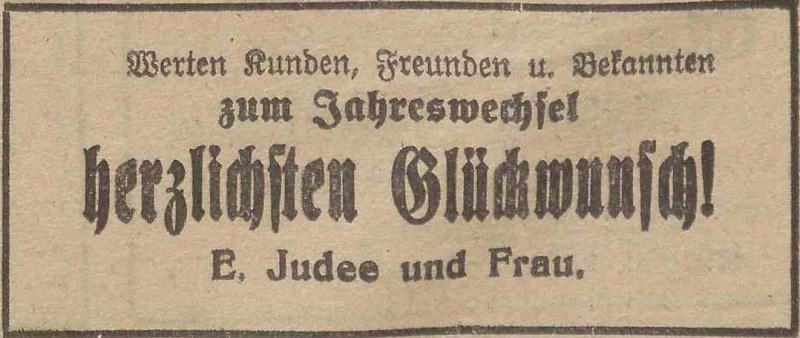 Werten Kunden, Freunden u. Bekannten
zum Jahreswechsel
herzlichsten Glückwunsch!
E. Judee und Frau.